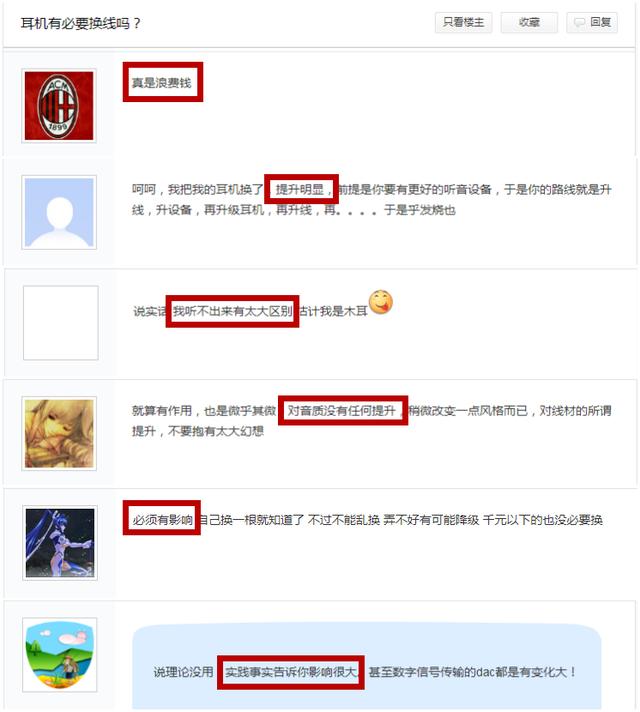 耳机有必要换线吗？
只看楼主 收藏 回复
ACM
1899
真是浪费钱
呵呵，我把我的耳机换了，提升明显，前提是你要有更好的听音设备，于是你的路线就是升
线，升设备，再升级耳机，再升线，再。。。。于是乎发烧也
说实话 我听不出来有太大区别 估计我是木耳
就算有作用，也是微乎其微，对音质没有任何提升，稍微改变一点风格而已，对线材的所谓
提升，不要抱有太大幻想
必须有影响 自己换一根就知道了 不过不能乱换 弄不好有可能降级 千元以下的也没必要换
说理论没用 实践事实告诉你影响很大，甚至数字信号传输的dac都是有变化大！